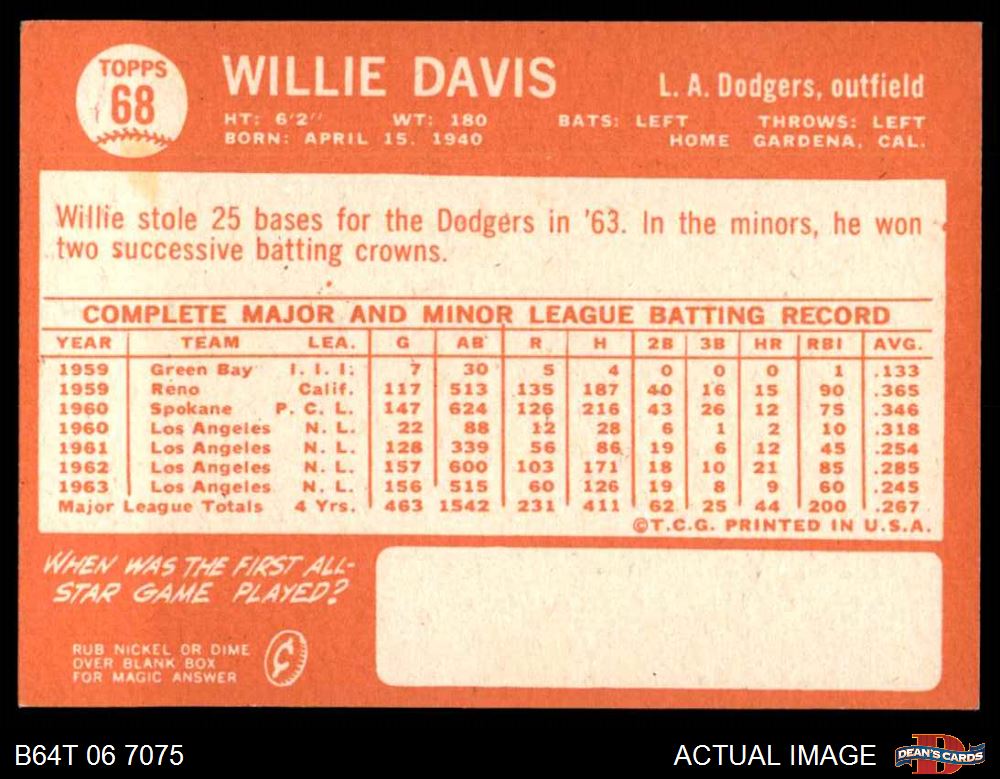 TOPPS
68
WILLIE DAVIS
L. A. Dodgers, outfield
HT: 6'2" WT: 180 BATS: LEFT THROWS: LEFT
BORN: APRIL 15, 1940 HOME GARDENA, CAL.
Willie stole 25 bases for the Dodgers in '63. In the minors, he won
two successive batting crowns.
COMPLETE MAJOR AND MINOR LEAGUE BATTING RECORD
YEAR TEAM LEA. G AB R H 2B 3B HR RBI AVG.
1959 Green Bay I. I. I. 7 30 5 4 0 0 0 1 .133
1959 Reno Calif. 117 513 135 187 40 16 15 90 .365
1960 Spokane P. C. L. 147 624 126 216 43 26 12 75 .346
1960 Los Angeles N. L. 22 88 12 28 6 1 2 10 .318
1961 Los Angeles N. L. 128 339 56 86 19 6 12 45 .254
1962 Los Angeles N. L. 157 600 103 171 18 10 21 85 .285
1963 Los Angeles N. L. 156 515 60 126 19 8 9 60 .245
Major League Totals 4 Yrs. 463 1542 231 411 62 25 44 200 .267
©T.C.G. PRINTED IN U.S.A.
WHEN WAS THE FIRST ALL-
STAR GAME PLAYED?
RUB NICKEL OR DIME
OVER BLANK BOX
FOR MAGIC ANSWER
¢
B64T 06 7075
ACTUAL IMAGE
DEAN'S CARDS